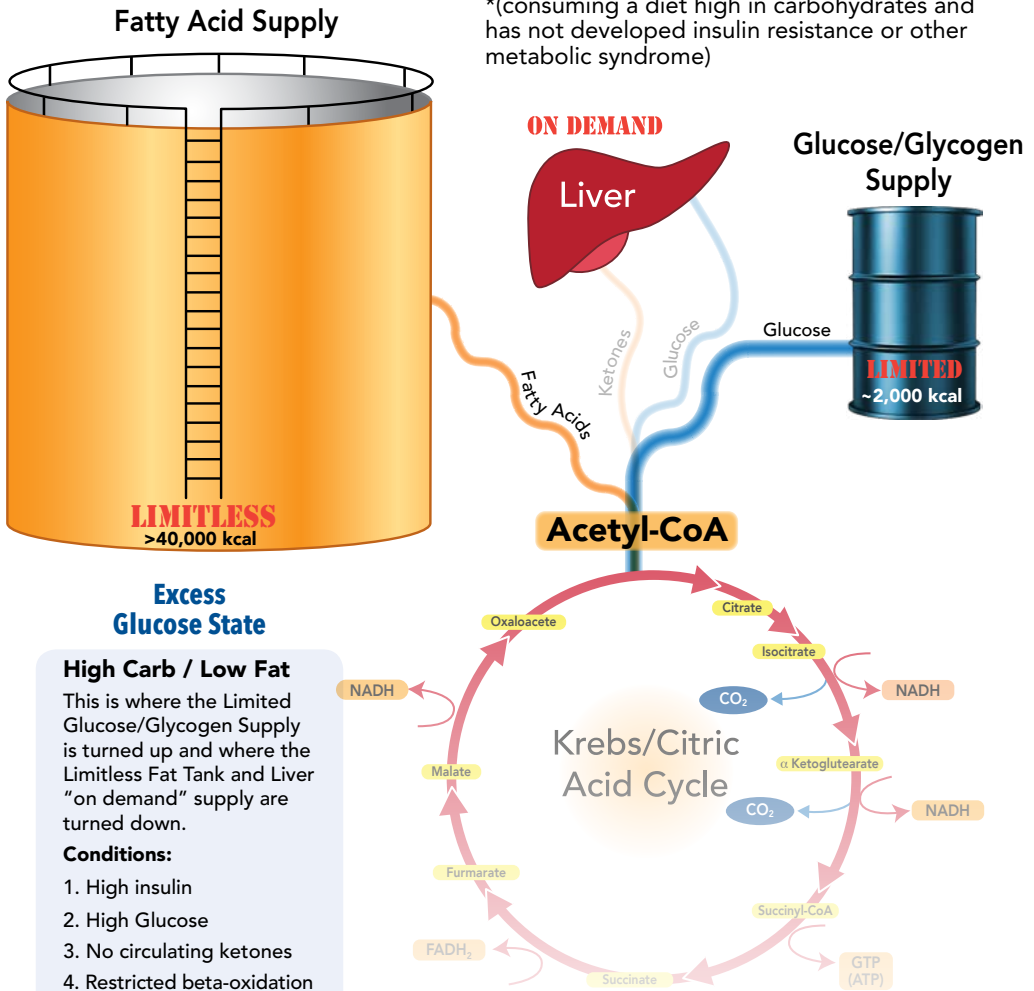 Fatty Acid Supply
*(consuming a diet high in carbohydrates and
has not developed insulin resistance or other
metabolic syndrome)
ON DEMAND
Liver
Glucose/Glycogen
Supply
Ketones
Glucose
Glucose
LIMITED
~2,000 kcal
Fatty Acids
LIMITLESS
>40,000 kcal
Acetyl-CoA
Excess
Glucose State
High Carb / Low Fat
This is where the Limited
Glucose/Glycogen Supply
is turned up and where the
Limitless Fat Tank and Liver
“on demand” supply are
turned down.
Conditions:
1. High insulin
2. High Glucose
3. No circulating ketones
4. Restricted beta-oxidation
Krebs/Citric
Acid Cycle
Oxaloacete
Citrate
Isocitrate
NADH
CO₂
α Ketoglutearate
CO₂
NADH
Succinyl-CoA
GTP
(ATP)
Succinate
FADH₂
Furmarate
Malate
NADH